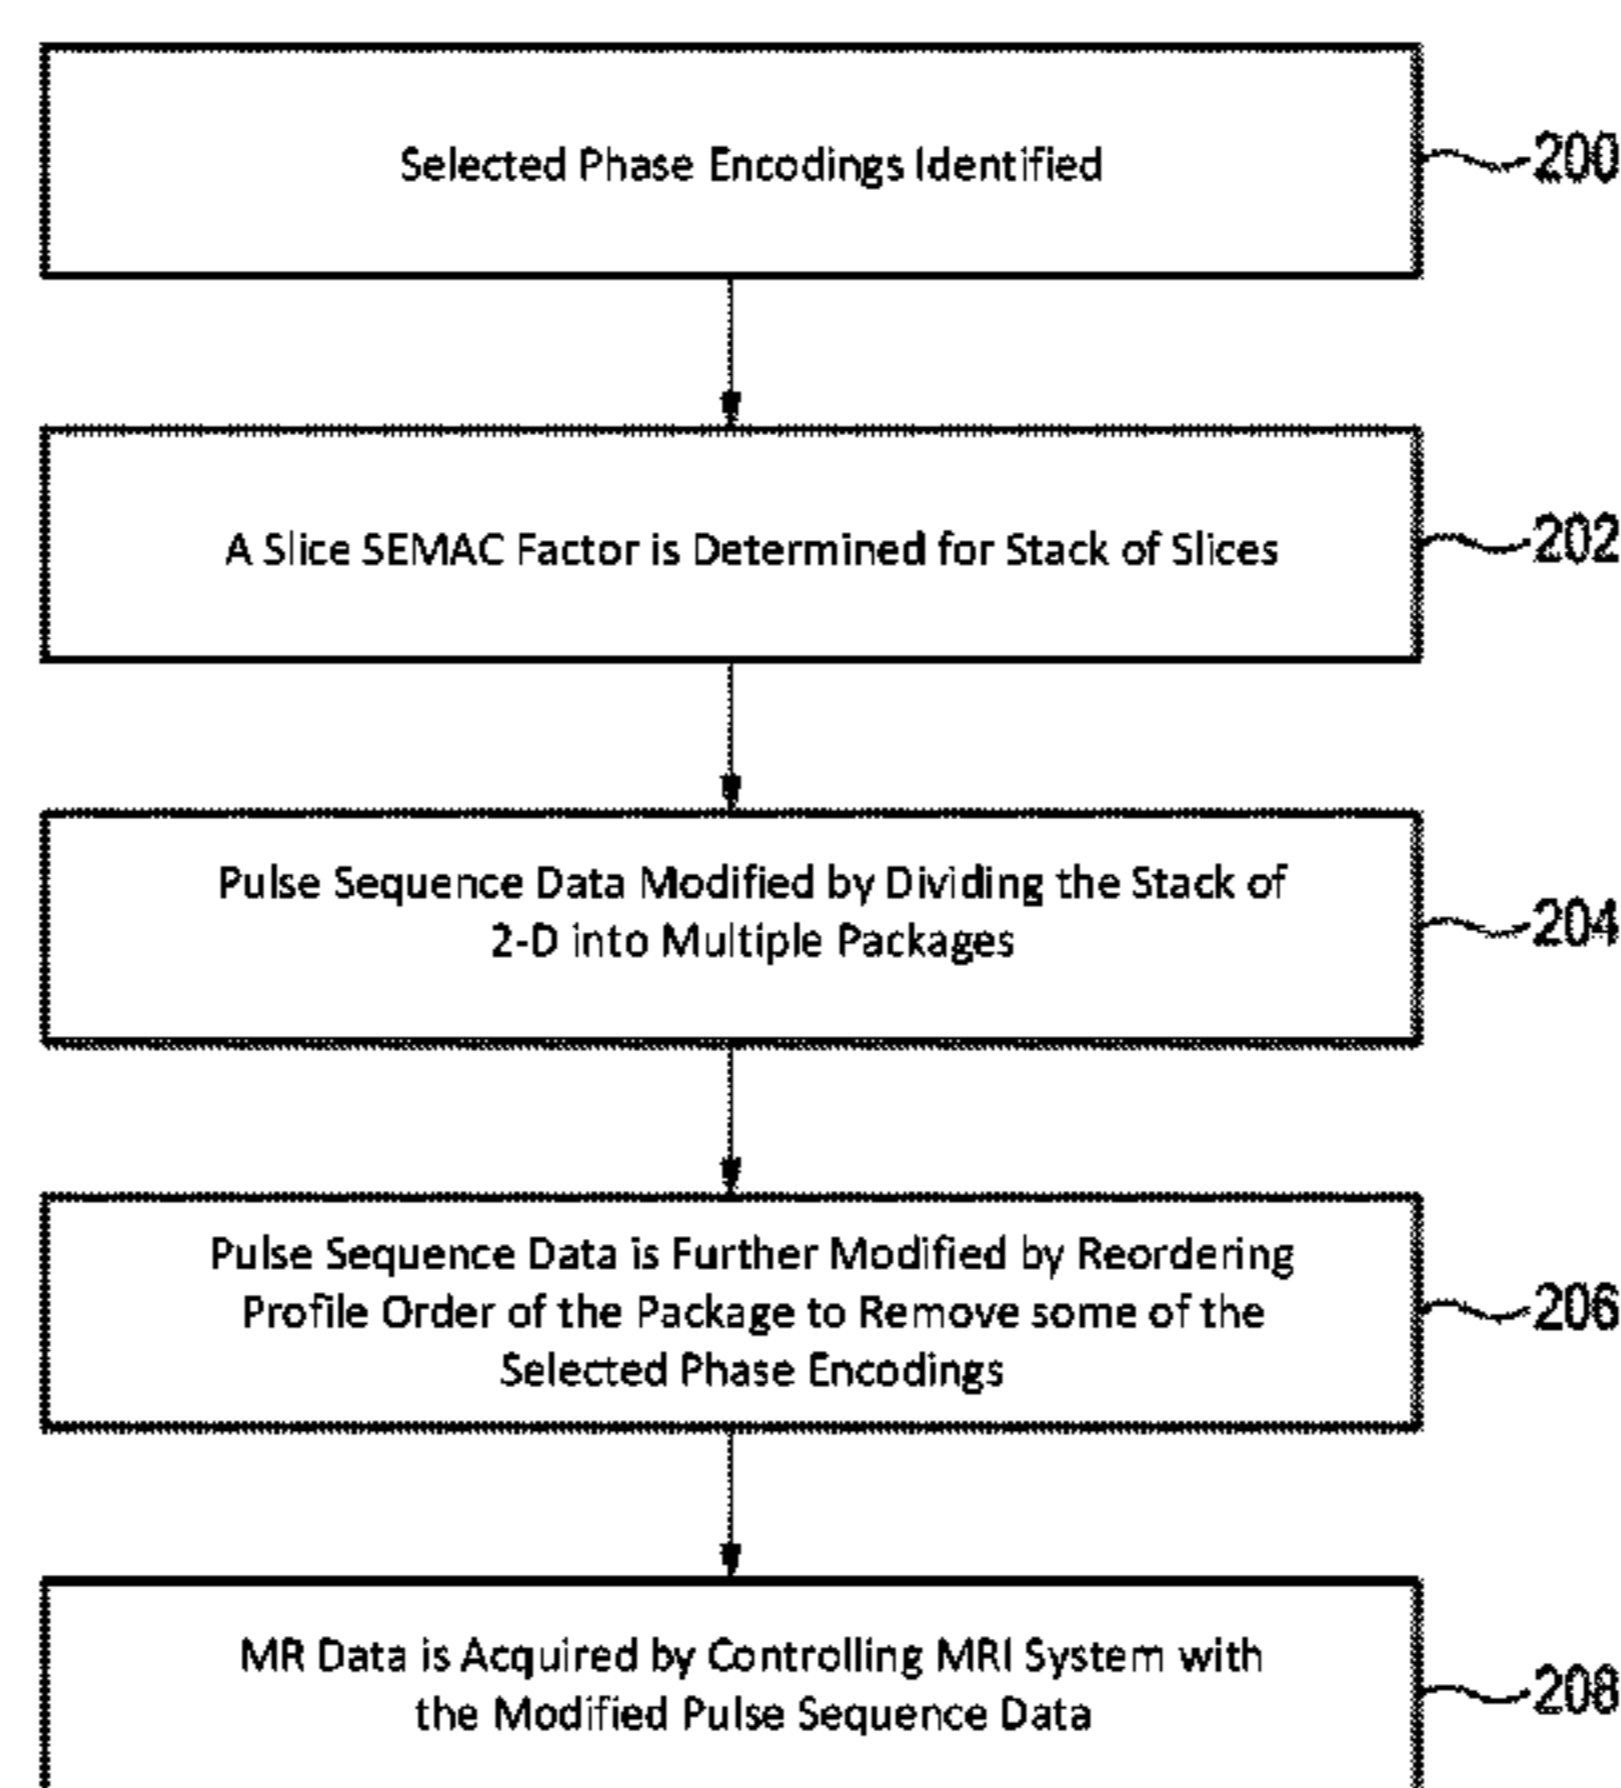 Selected Phase Encodings Identified
200
A Slice SEMAC Factor is Determined for Stack of Slices
202
Pulse Sequence Data Modified by Dividing the Stack of
2-D into Multiple Packages
204
Pulse Sequence Data is Further Modified by Reordering
Profile Order of the Package to Remove some of the
Selected Phase Encodings
206
MR Data is Acquired by Controlling MRI System with
the Modified Pulse Sequence Data
208